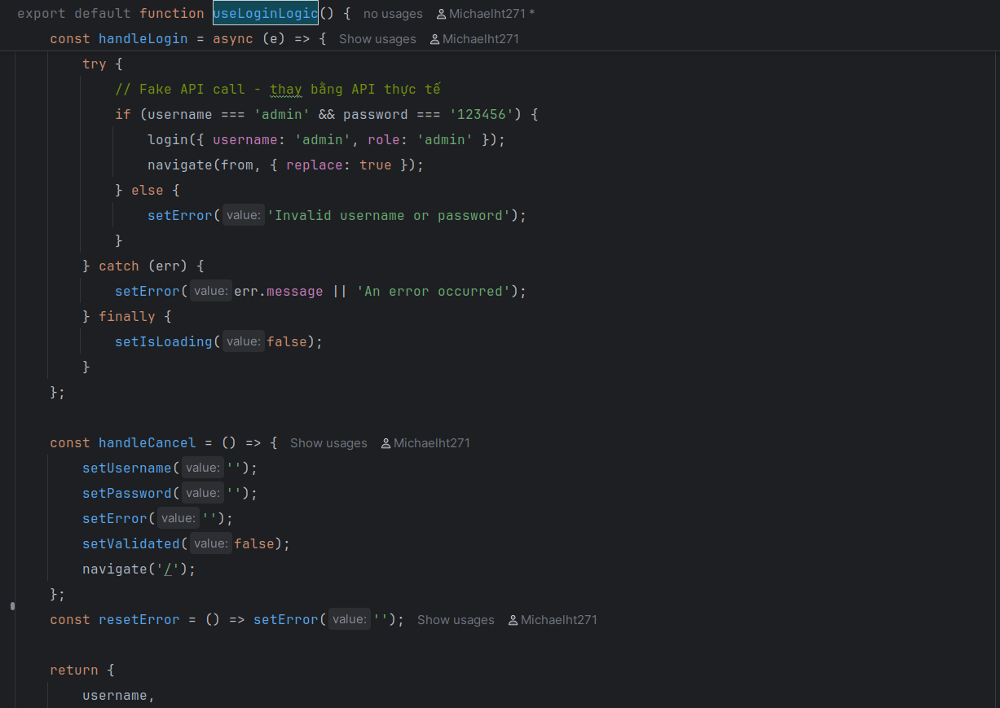 export default function useLoginLogic() { no usages Michaelht271 *
const handleLogin = async (e) => { Show usages Michaelht271
try {
// Fake API call - thay bằng API thực tế
if (username === 'admin' && password === '123456') {
login({ username: 'admin', role: 'admin' });
navigate(from, { replace: true });
} else {
setError( value: 'Invalid username or password');
}
} catch (err) {
setError( value: err.message || 'An error occurred');
} finally {
setIsLoading( value: false);
}
};
const handleCancel = () => { Show usages Michaelht271
setUsername( value: '');
setPassword( value: '');
setError( value: '');
setValidated( value: false);
navigate('/');
};
const resetError = () => setError( value: ''); Show usages Michaelht271
return {
username,